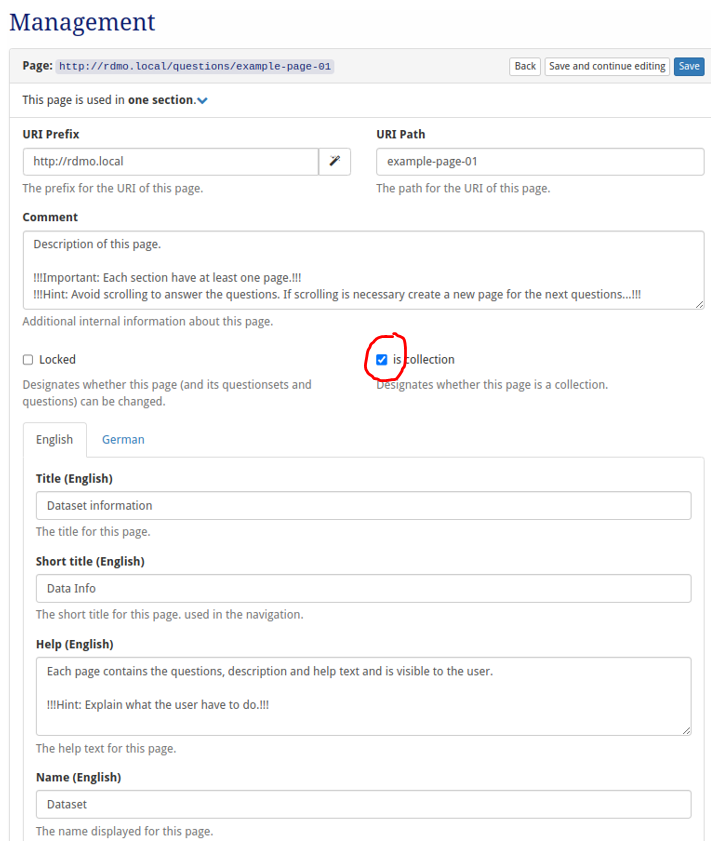 Management
Page: http://rdmo.local/questions/example-page-01 Back Save and continue editing Save
This page is used in one section.
URI Prefix URI Path
http://rdmo.local example-page-01
The prefix for the URI of this page. The path for the URI of this page.
Comment
Description of this page.
!!!Important: Each section have at least one page.!!!
!!!Hint: Avoid scrolling to answer the questions. If scrolling is necessary create a new page for the next questions...!!!
Additional internal information about this page.
Locked is collection
Designates whether this page (and its questionsets and Designates whether this page is a collection.
questions) can be changed.
English German
Title (English)
Dataset information
The title for this page.
Short title (English)
Data Info
The short title for this page. used in the navigation.
Help (English)
Each page contains the questions, description and help text and is visible to the user.
!!!Hint: Explain what the user have to do.!!!
The help text for this page.
Name (English)
Dataset
The name displayed for this page.